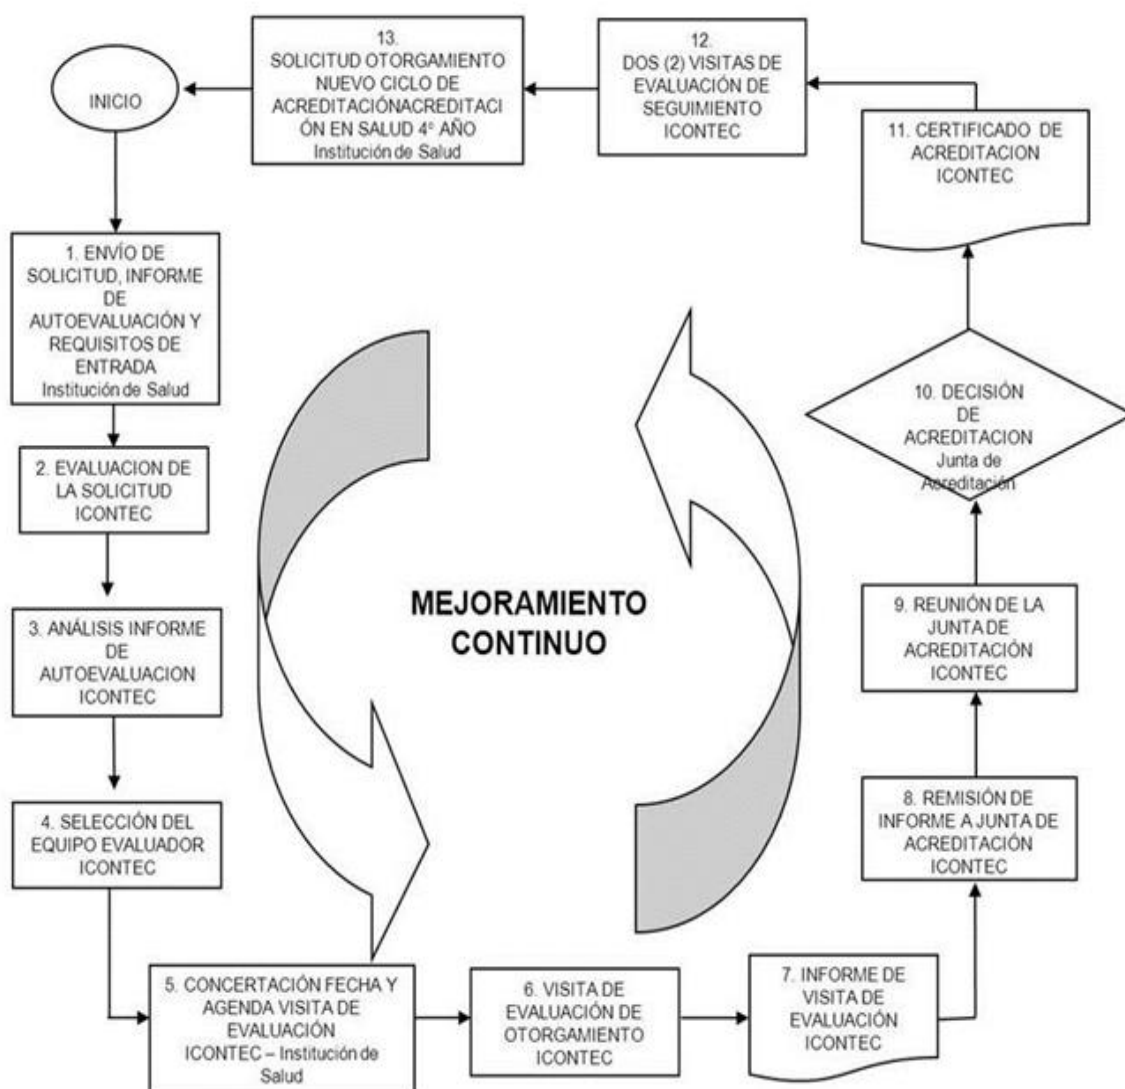 INICIO
1. ENVÍO DE
SOLICITUD, INFORME
DE
AUTOEVALUACIÓN Y
REQUISITOS DE
ENTRADA
Institución de Salud
2. EVALUACION DE
LA SOLICITUD
ICONTEC
3. ANÁLISIS INFORME
DE
AUTOEVALUACION
ICONTEC
4. SELECCIÓN DEL
EQUIPO EVALUADOR
ICONTEC
5. CONCERTACIÓN FECHA Y
AGENDA VISITA DE
EVALUACIÓN
ICONTEC – Institución de
Salud
6. VISITA DE
EVALUACIÓN DE
OTORGAMIENTO
ICONTEC
7. INFORME DE
VISITA DE
EVALUACIÓN
ICONTEC
8. REMISIÓN DE
INFORME A JUNTA DE
ACREDITACIÓN
ICONTEC
9. REUNIÓN DE LA
JUNTA DE
ACREDITACIÓN
ICONTEC
10. DECISIÓN
DE
ACREDITACION
Junta de
Acreditación
11. CERTIFICADO DE
ACREDITACION
ICONTEC
12.
DOS (2) VISITAS DE
EVALUACIÓN DE
SEGUIMIENTO
ICONTEC
13.
SOLICITUD OTORGAMIENTO
NUEVO CICLO DE
ACREDITACIÓNACREDITACI
ÓN EN SALUD 4° AÑO
Institución de Salud
MEJORAMIENTO
CONTINUO